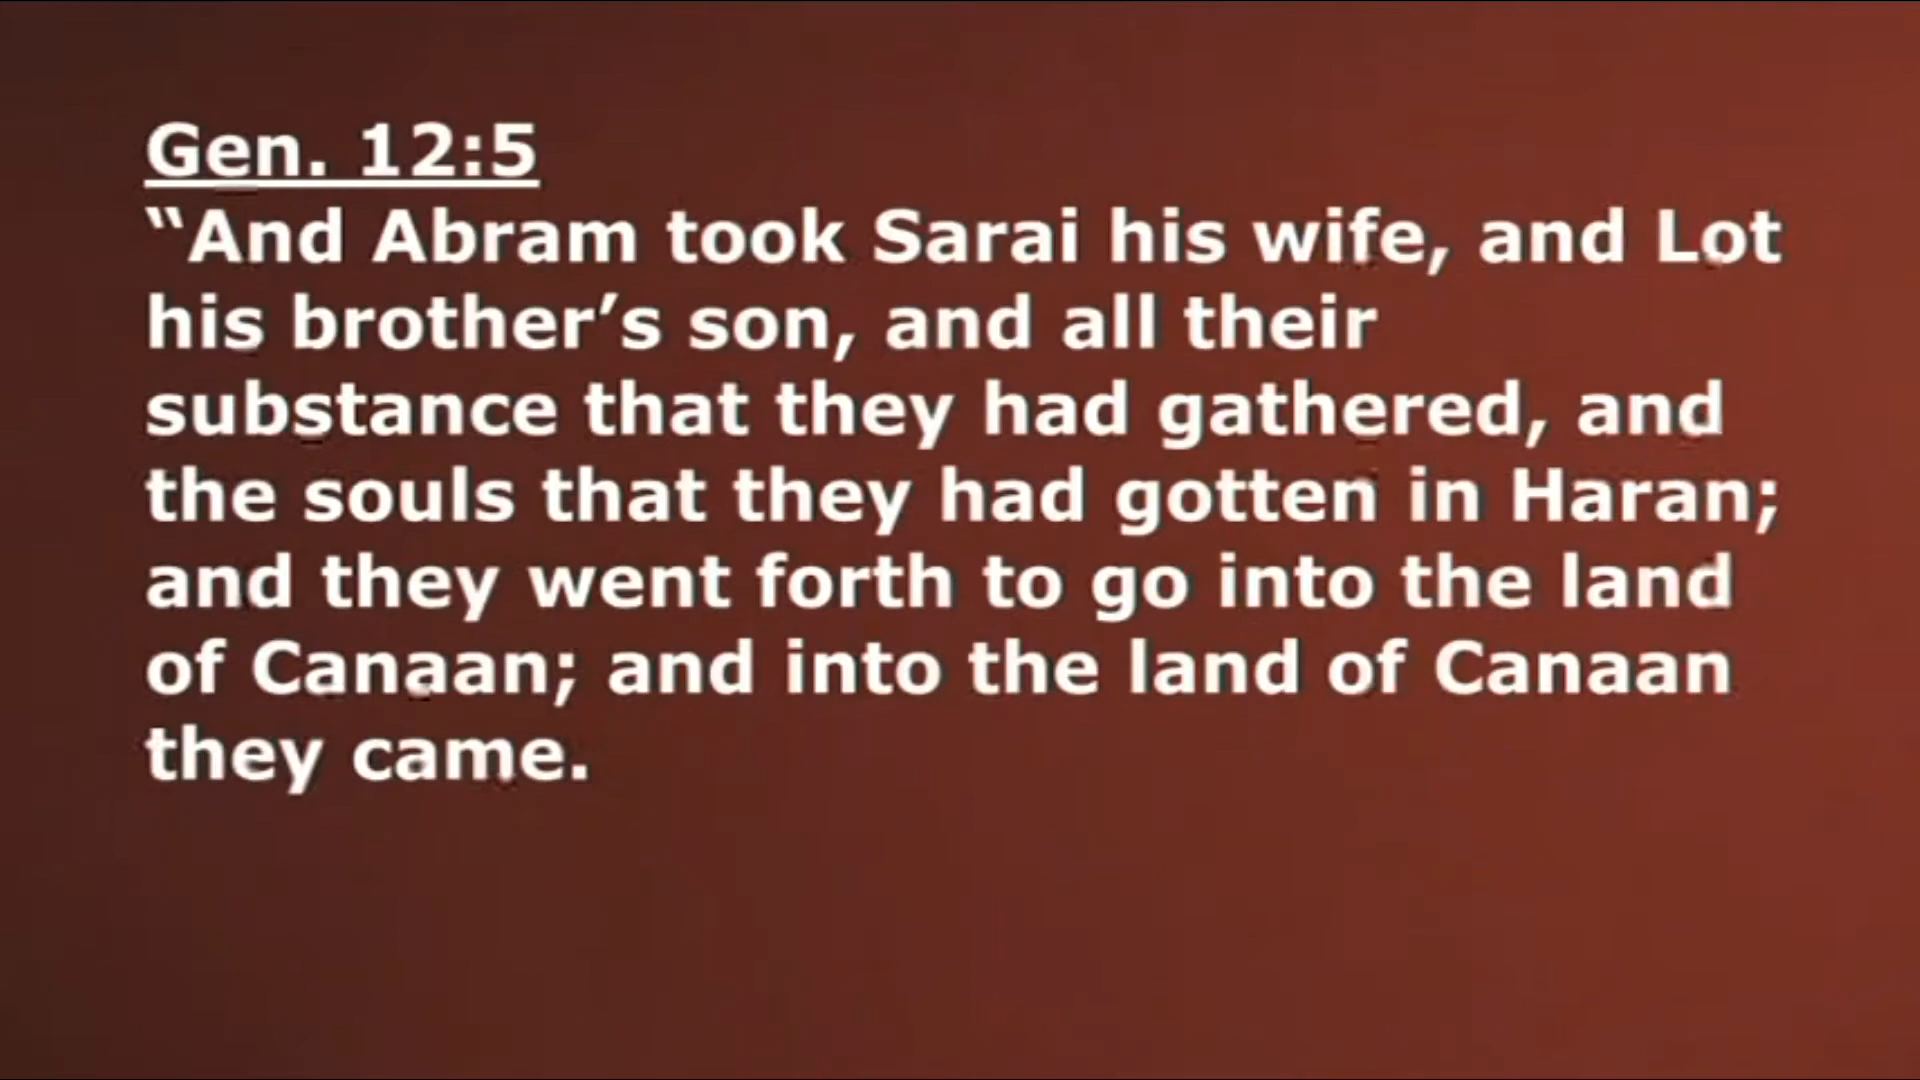 Gen. 12:5
“And Abram took Sarai his wife, and Lot
his brother’s son, and all their
substance that they had gathered, and
the souls that they had gotten in Haran;
and they went forth to go into the land
of Canaan; and into the land of Canaan
they came.